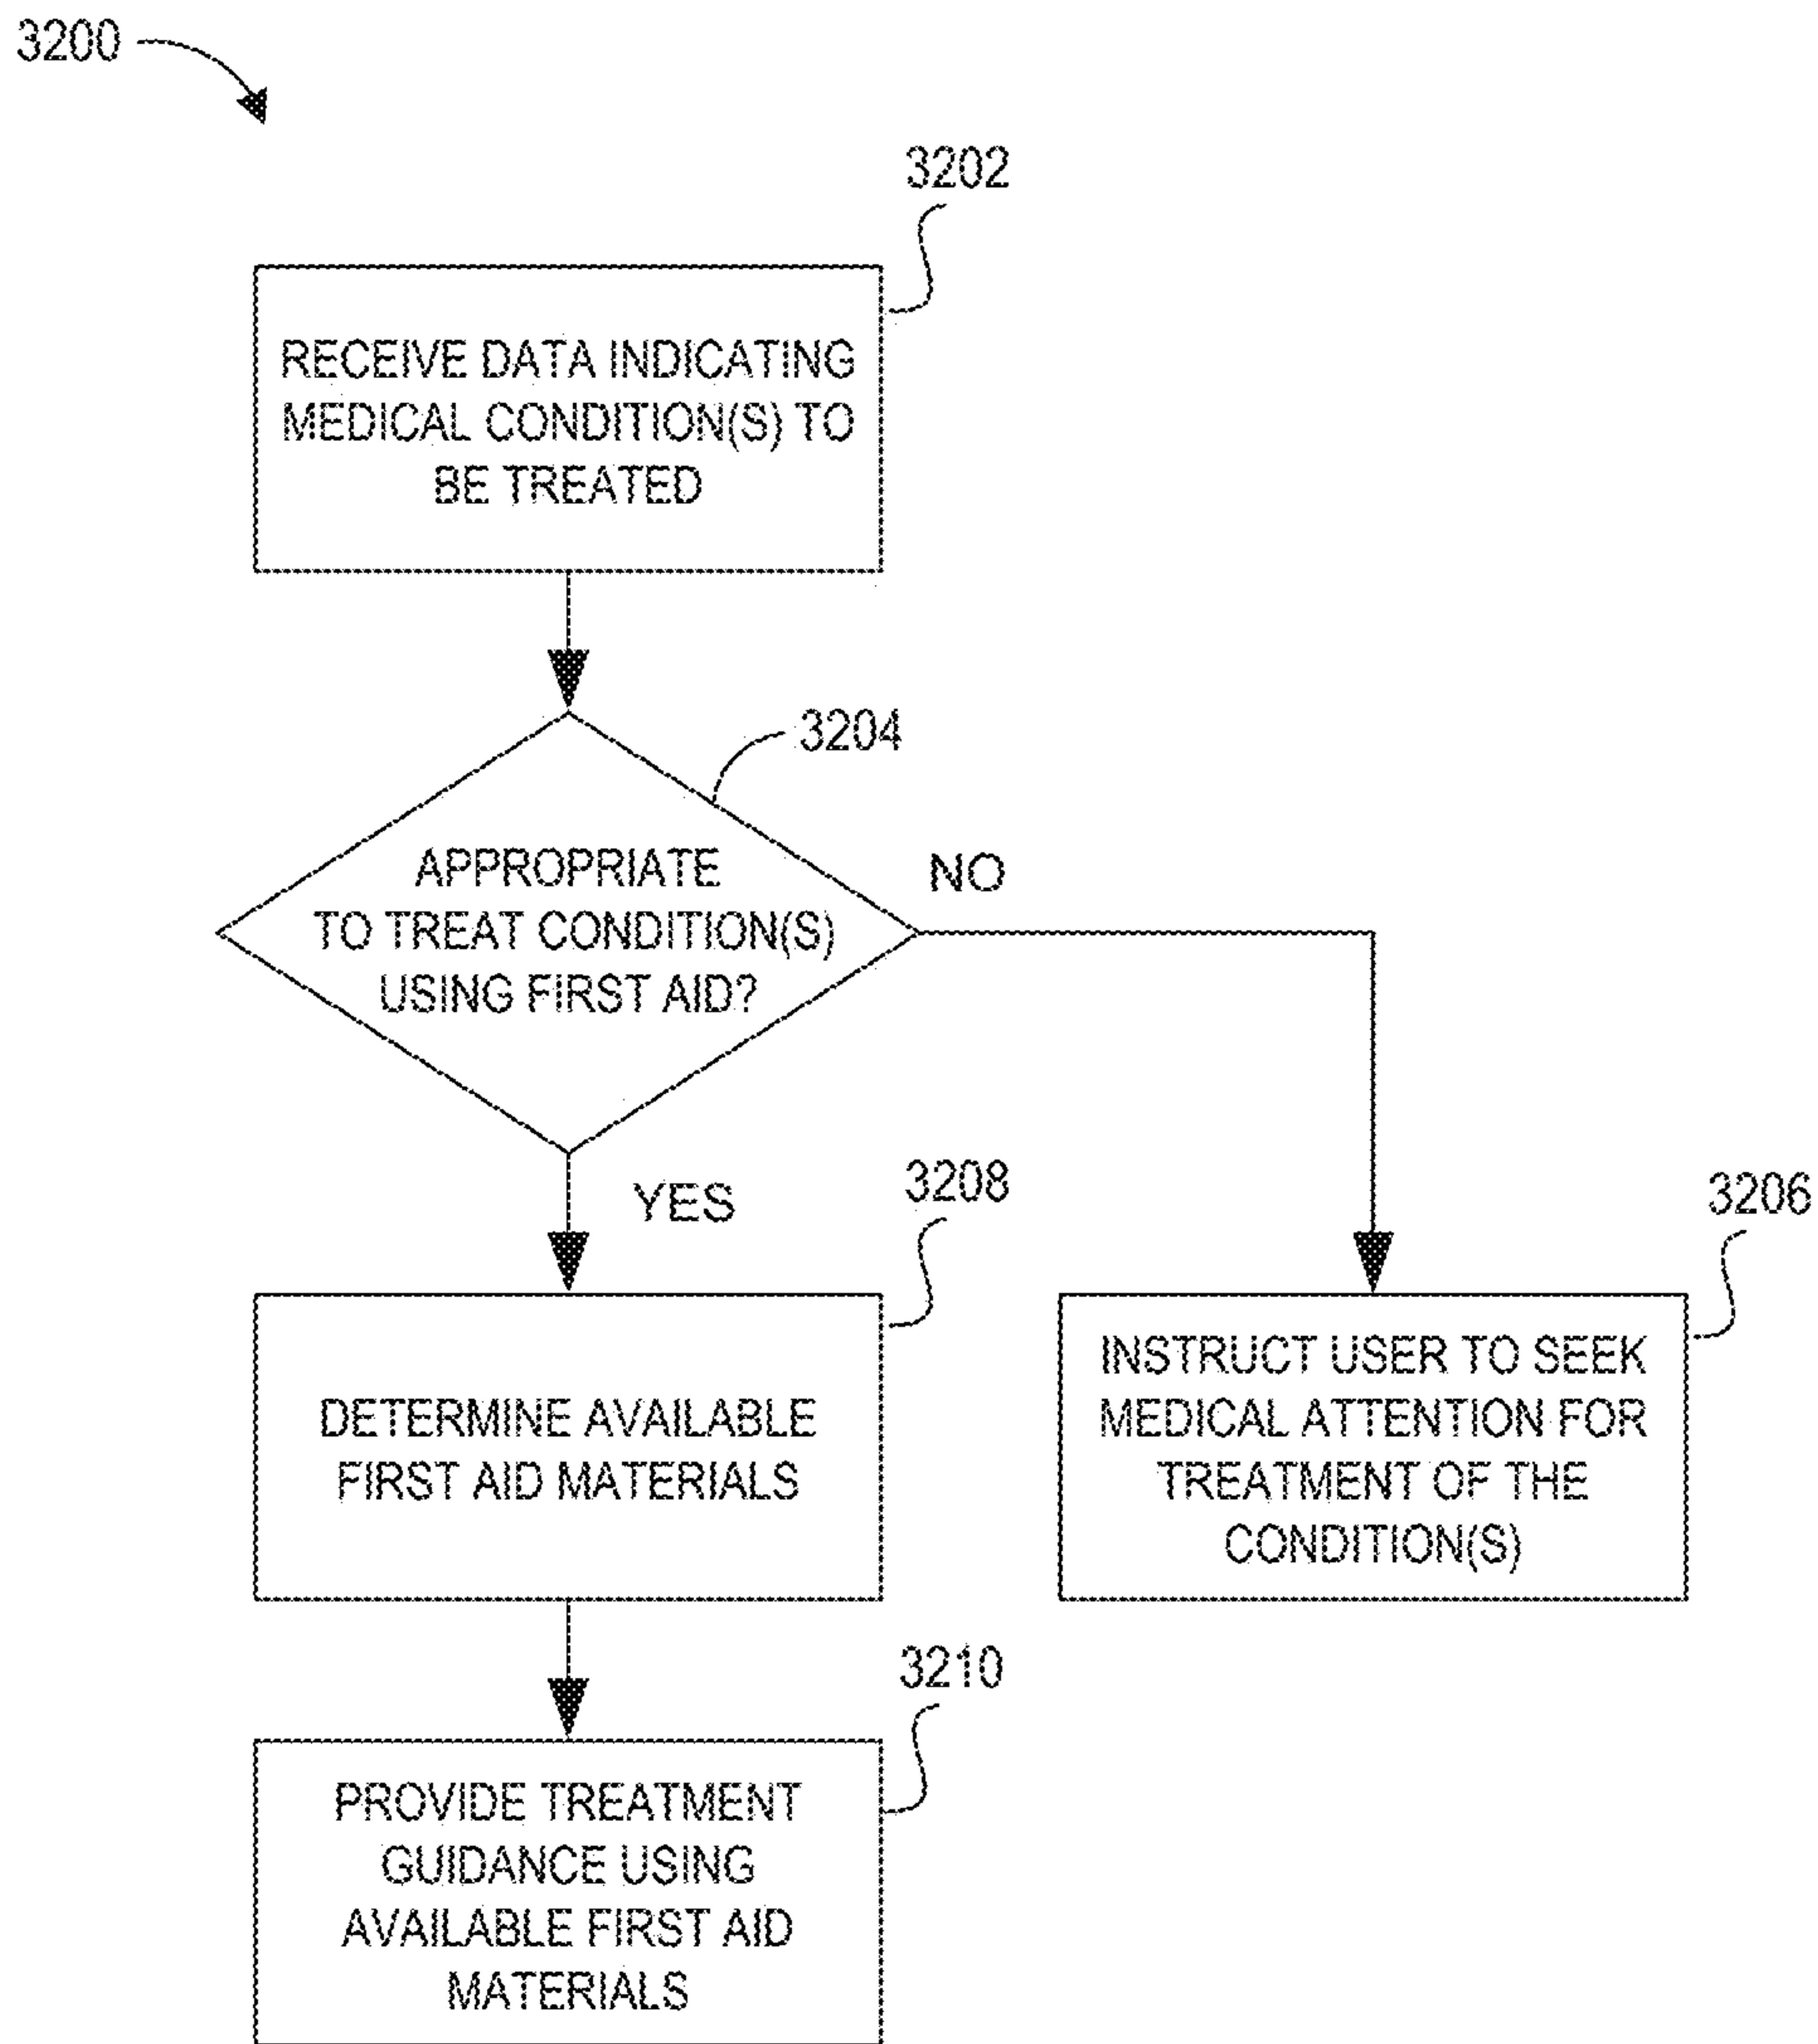 3200
3202
RECEIVE DATA INDICATING
MEDICAL CONDITION(S) TO
BE TREATED
3204
APPROPRIATE
TO TREAT CONDITION(S)
USING FIRST AID?
NO
YES
3208
DETERMINE AVAILABLE
FIRST AID MATERIALS
3206
INSTRUCT USER TO SEEK
MEDICAL ATTENTION FOR
TREATMENT OF THE
CONDITION(S)
3210
PROVIDE TREATMENT
GUIDANCE USING
AVAILABLE FIRST AID
MATERIALS